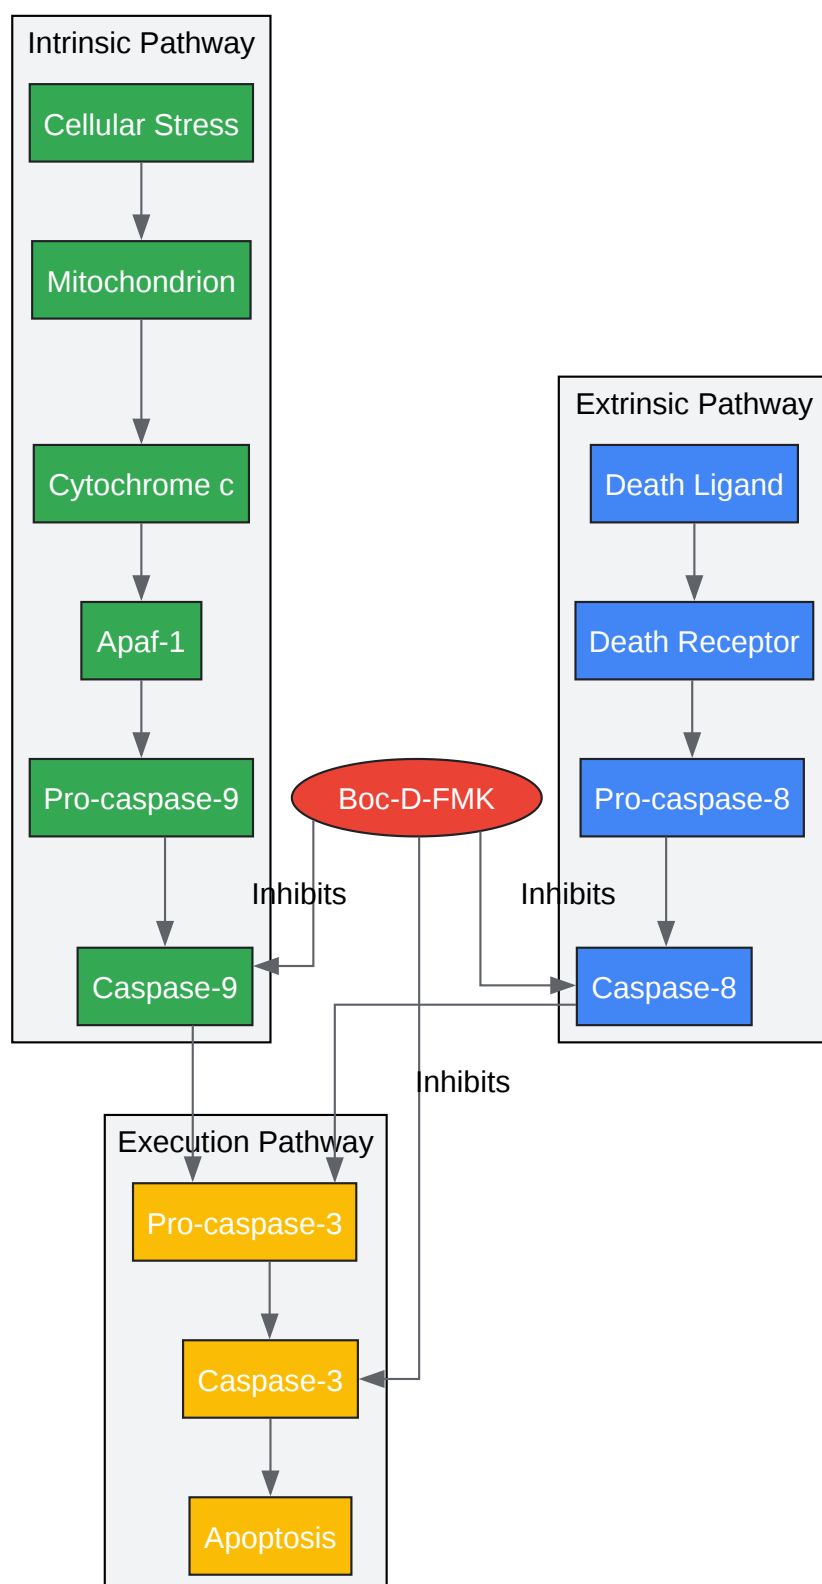 Intrinsic Pathway
Cellular Stress
Mitochondrion
Cytochrome c
Apaf-1
Pro-caspase-9
Caspase-9
Extrinsic Pathway
Death Ligand
Death Receptor
Pro-caspase-8
Caspase-8
Boc-D-FMK
Inhibits
Inhibits
Inhibits
Execution Pathway
Pro-caspase-3
Caspase-3
Apoptosis